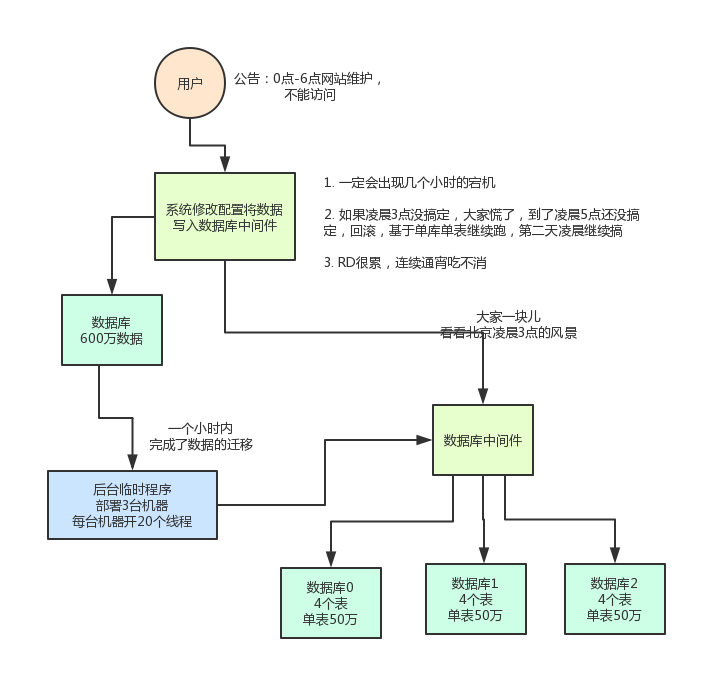 用户
公告：0点-6点网站维护，
不能访问
系统修改配置将数据
写入数据库中间件
1. 一定会出现几个小时的宕机
2. 如果凌晨3点没搞定，大家慌了，到了凌晨5点还没搞
定，回滚，基于单库单表继续跑，第二天凌晨继续搞
3. RD很累，连续通宵吃不消
数据库
600万数据
大家一块儿
看看北京凌晨3点的风景
一个小时内
完成了数据的迁移
数据库中间件
后台临时程序
部署3台机器
每台机器开20个线程
数据库0
4个表
单表50万
数据库1
4个表
单表50万
数据库2
4个表
单表50万